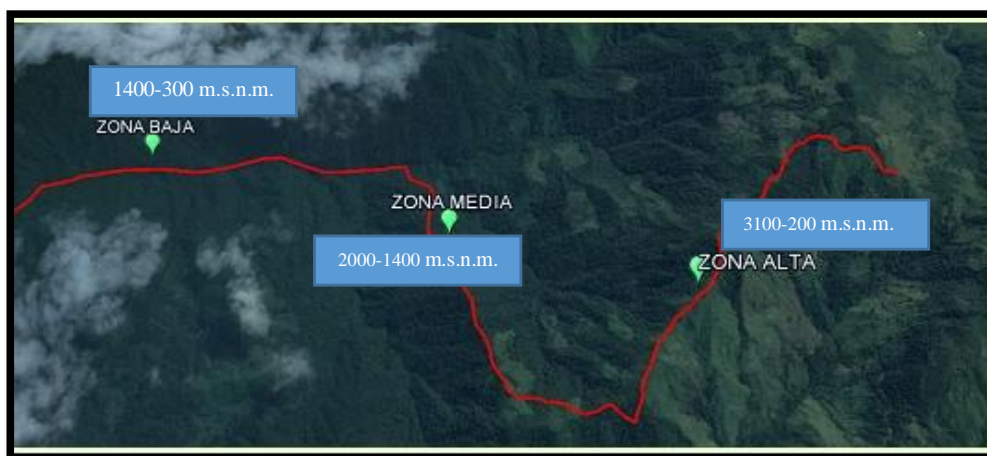 1400-300 m.s.n.m.
ZONA BAJA
ZONA MEDIA
2000-1400 m.s.n.m.
3100-200 m.s.n.m.
ZONA ALTA